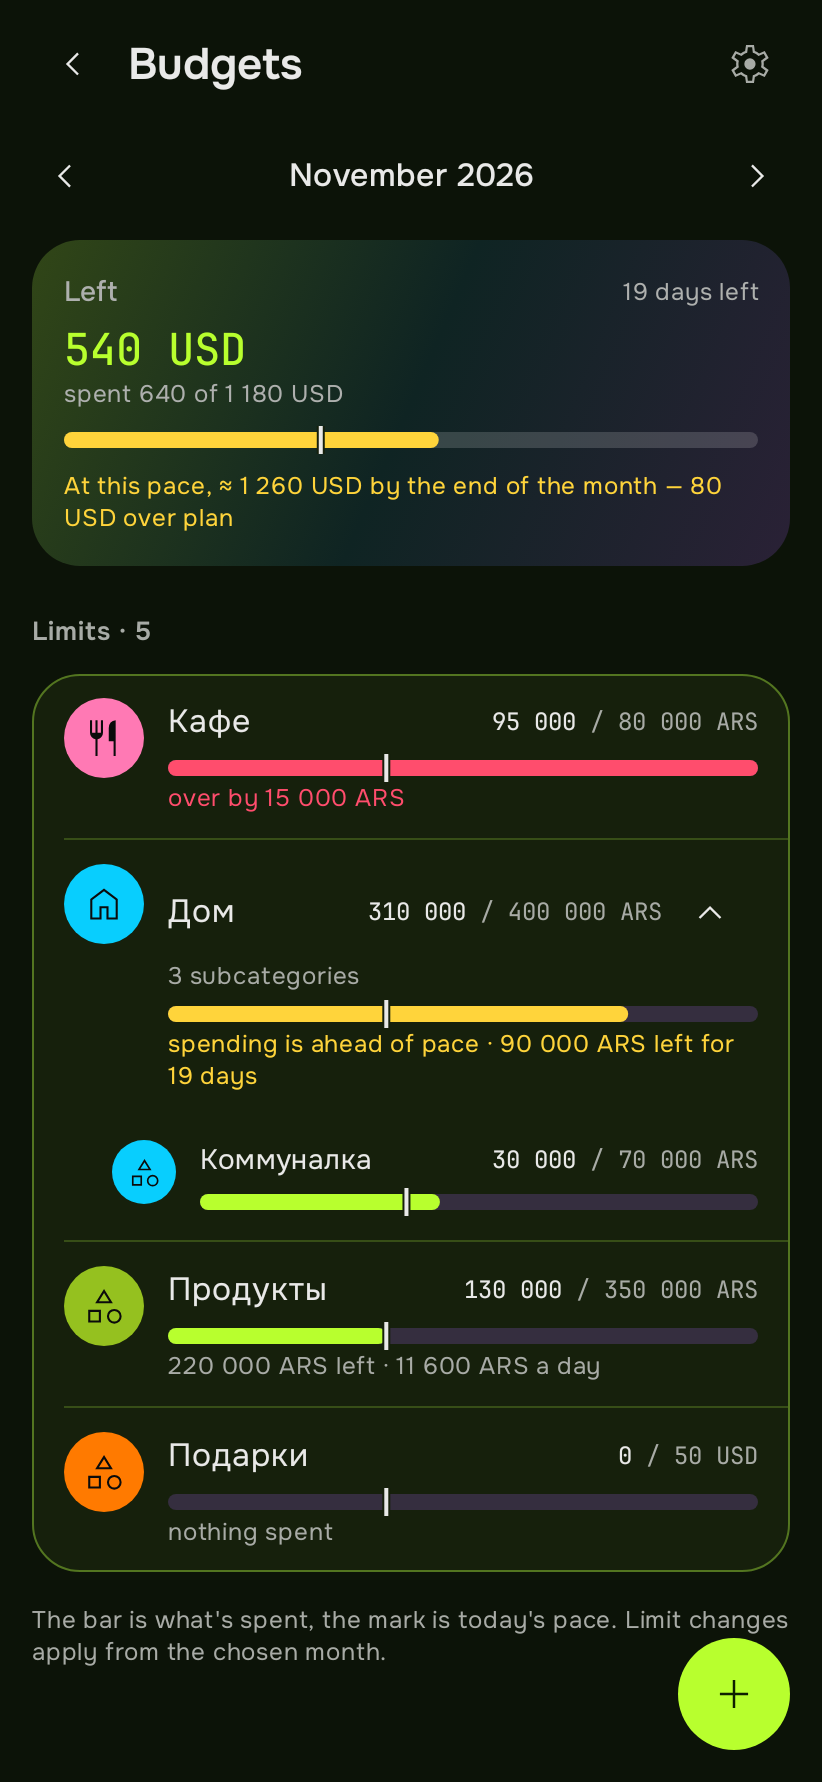 Budgets
November 2026
Left
19 days left
540 USD
spent 640 of 1 180 USD
At this pace, ≈ 1 260 USD by the end of the month — 80
USD over plan
Limits · 5
Кафе
95 000 / 80 000 ARS
over by 15 000 ARS
Дом
310 000 / 400 000 ARS
3 subcategories
spending is ahead of pace · 90 000 ARS left for
19 days
Коммуналка
30 000 / 70 000 ARS
Продукты
130 000 / 350 000 ARS
220 000 ARS left · 11 600 ARS a day
Подарки
0 / 50 USD
nothing spent
The bar is what's spent, the mark is today's pace. Limit changes
apply from the chosen month.